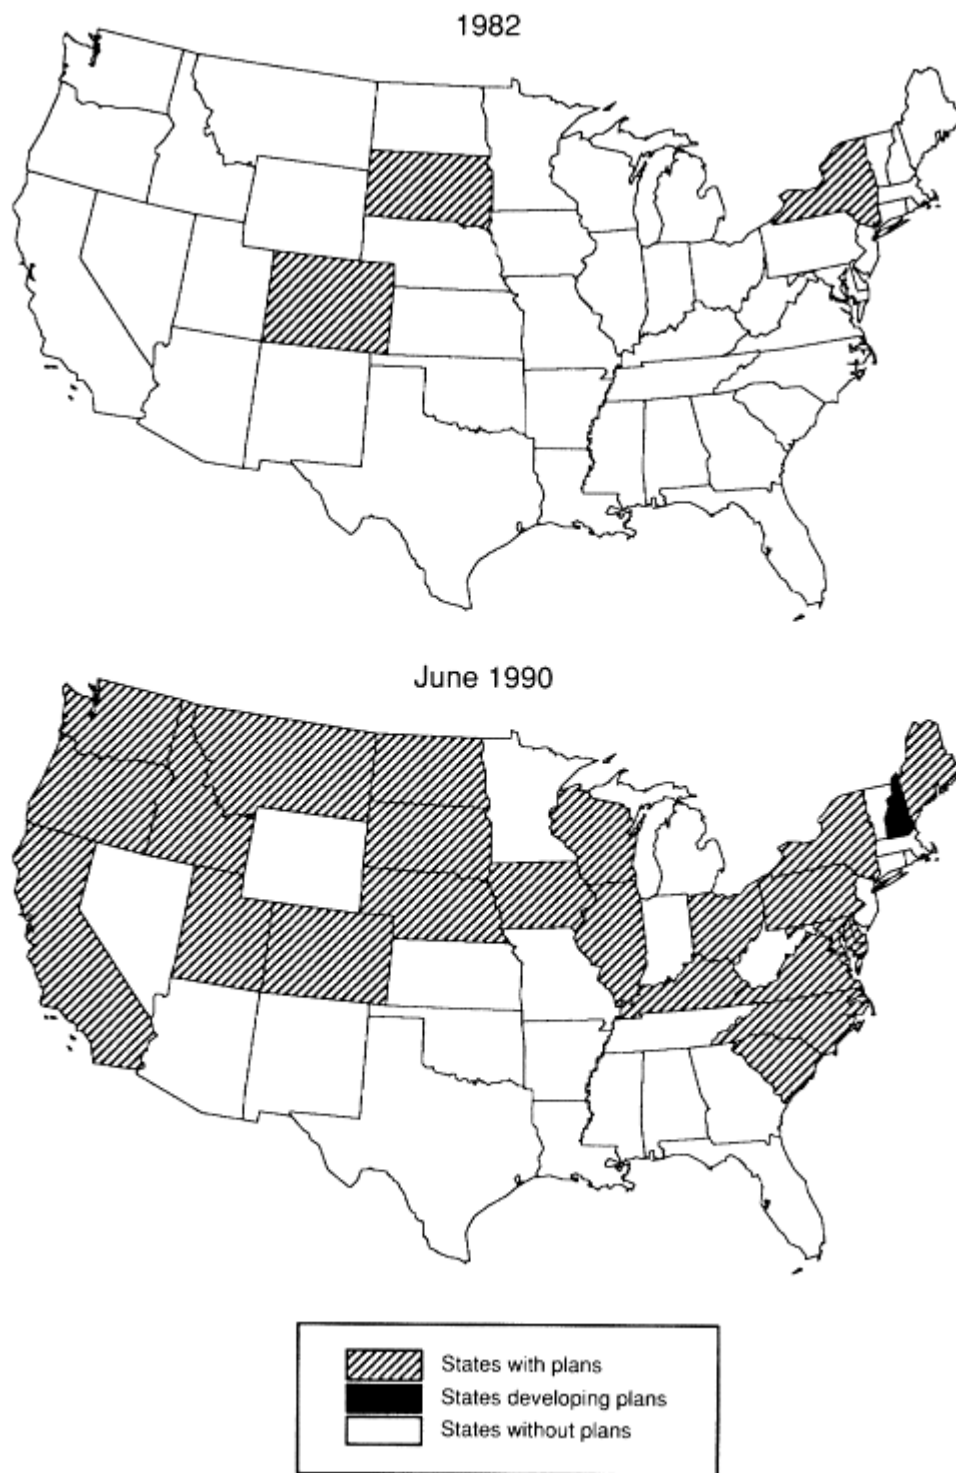 1982
June 1990
States with plans
States developing plans
States without plans